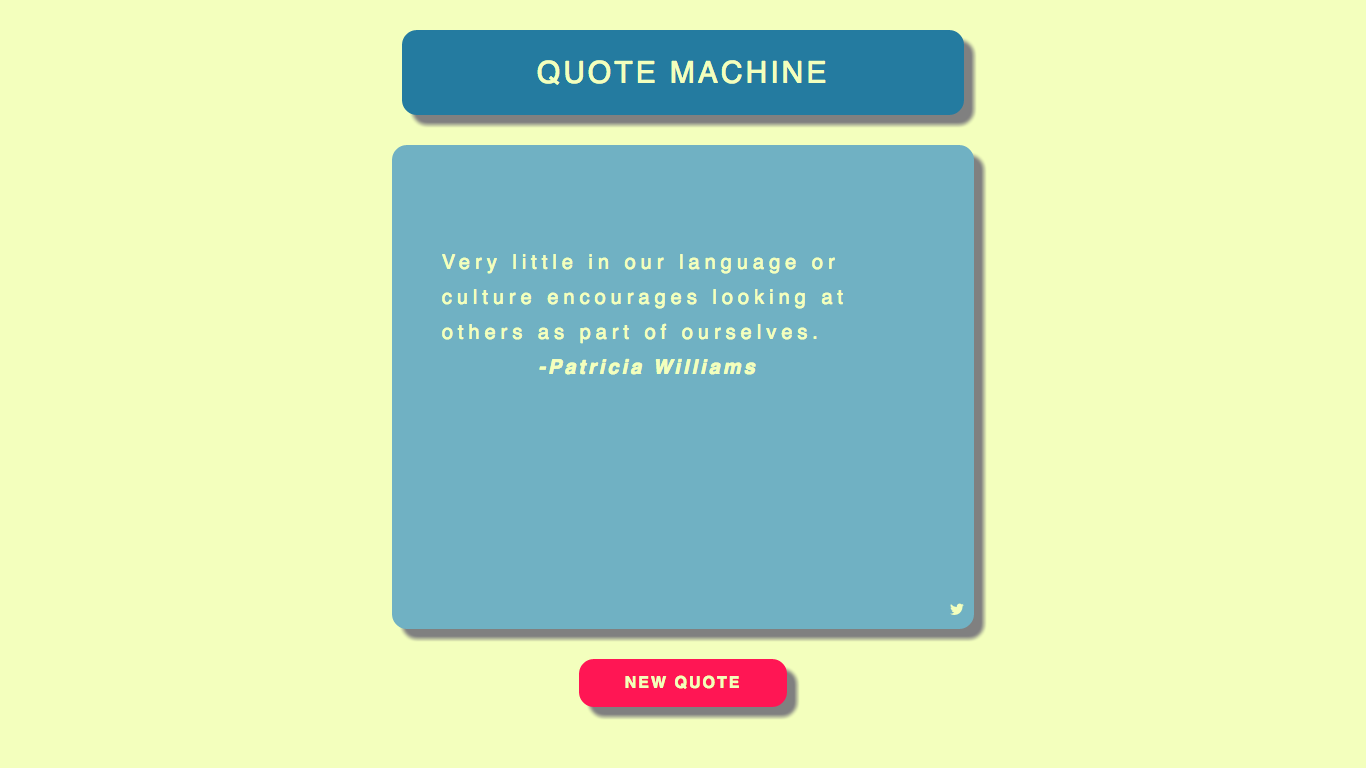 QUOTE MACHINE
Very little in our language or
culture encourages looking at
others as part of ourselves.
-Patricia Williams
NEW QUOTE